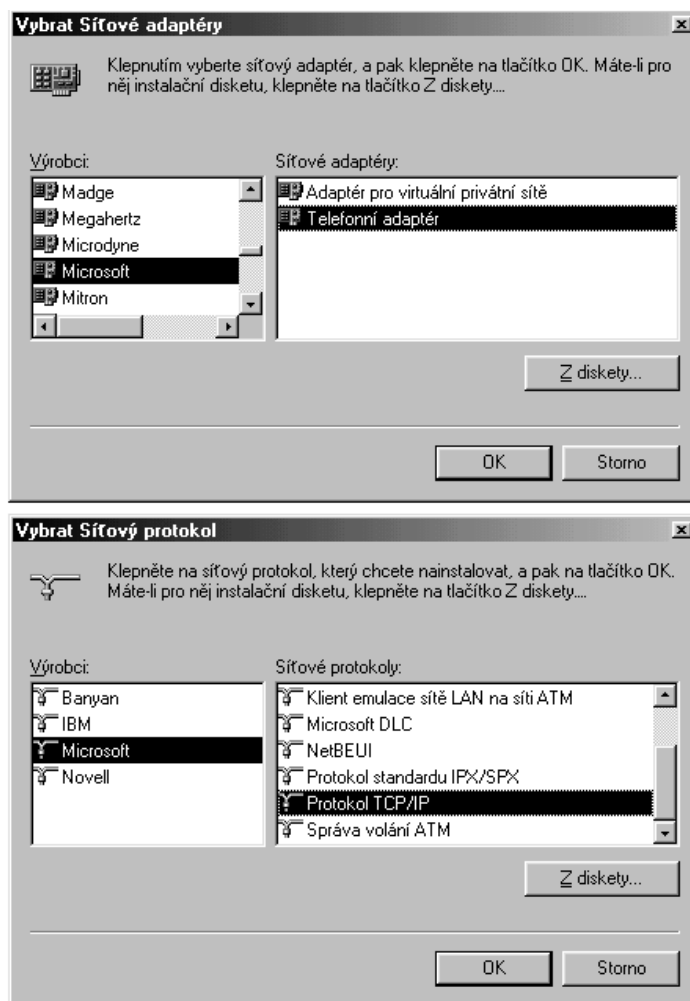 Vybrat Síťové adaptéry
Klepnutím vyberte síťový adaptér, a pak klepněte na tlačítko OK. Máte-li pro
něj instalační disketu, klepněte na tlačítko Z diskety....
Výrobci:
Madge
Megahertz
Microdyne
Microsoft
Mitron
Síťové adaptéry:
Adaptér pro virtuální privátní sítě
Telefonní adaptér
Z diskety...
OK
Storno
Vybrat Síťový protokol
Klepněte na síťový protokol, který chcete nainstalovat, a pak na tlačítko OK.
Máte-li pro něj instalační disketu, klepněte na tlačítko Z diskety....
Výrobci:
Banyan
IBM
Microsoft
Novell
Síťové protokoly:
Klient emulace sítě LAN na síti ATM
Microsoft DLC
NetBEUI
Protokol standardu IPX/SPX
Protokol TCP/IP
Správa volání ATM
Z diskety...
OK
Storno